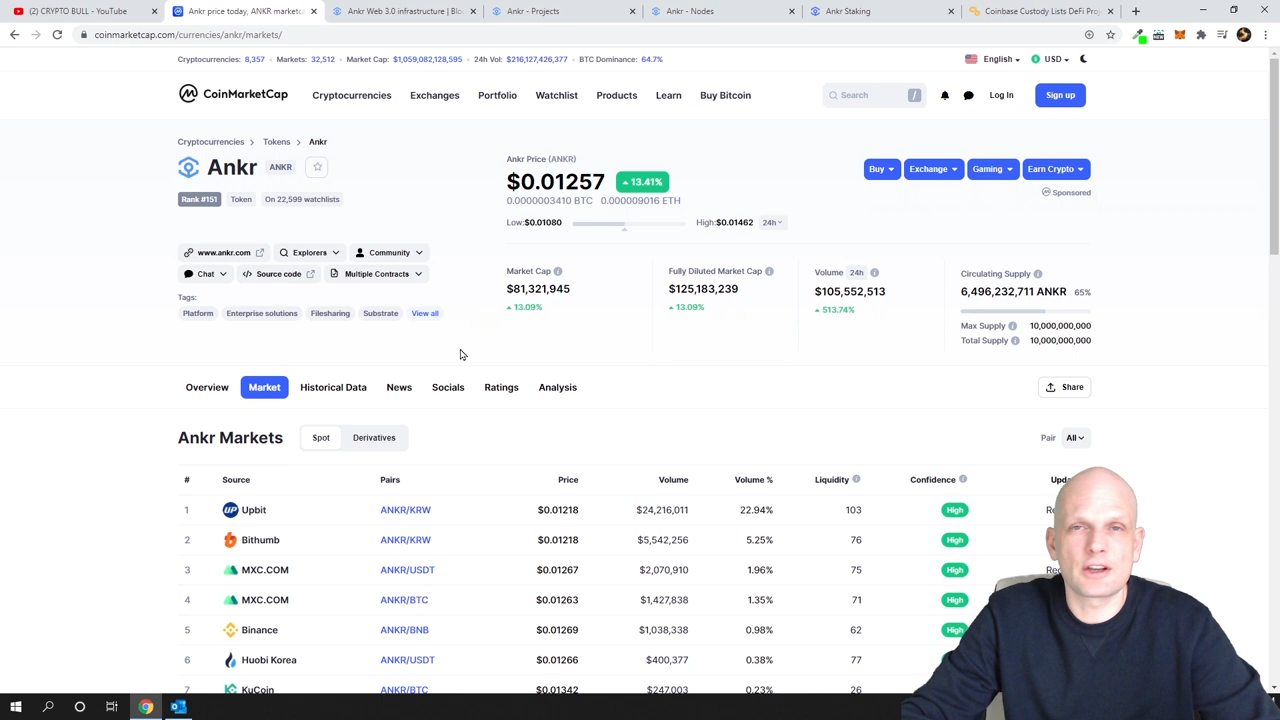 (2) CRYPTO BULL - YouTube
Ankr price today, ANKR marketca
Ankr Web 3.0 infrastructure | Blo
Ankr - Projects
Ankr - Nodes
Ankr Staking
Coinbase Custody Lists DeFi Proj
coinmarketcap.com/currencies/ankr/markets/
Cryptocurrencies: 8,357 Markets: 32,512 Market Cap: $1,059,082,128,595 24h Vol: $216,127,426,377 BTC Dominance: 64.7%
English USD
CoinMarketCap
Cryptocurrencies Exchanges Portfolio Watchlist Products Learn Buy Bitcoin
Search /
Log In
Sign up
Cryptocurrencies > Tokens > Ankr
Ankr ANKR
Rank #151 Token On 22,599 watchlists
Ankr Price (ANKR)
$0.01257 13.41%
0.0000003410 BTC 0.000009016 ETH
Low: $0.01080 High: $0.01462 24h
Buy Exchange Gaming Earn Crypto
Sponsored
www.ankr.com Explorers Community
Chat Source code Multiple Contracts
Tags:
Platform Enterprise solutions Filesharing Substrate View all
Market Cap
$81,321,945
13.09%
Fully Diluted Market Cap
$125,183,239
13.09%
Volume 24h
$105,552,513
513.74%
Circulating Supply
6,496,232,711 ANKR 65%
Max Supply 10,000,000,000
Total Supply 10,000,000,000
Overview Market Historical Data News Socials Ratings Analysis
Share
Ankr Markets Spot Derivatives
Pair All
# Source Pairs Price Volume Volume % Liquidity Confidence
1 Upbit ANKR/KRW $0.01218 $24,216,011 22.94% 103 High
2 Bithumb ANKR/KRW $0.01218 $5,542,256 5.25% 76 High
3 MXC.COM ANKR/USDT $0.01267 $2,070,910 1.96% 75 High
4 MXC.COM ANKR/BTC $0.01263 $1,427,838 1.35% 71 High
5 Binance ANKR/BNB $0.01269 $1,038,338 0.98% 62 High
6 Huobi Korea ANKR/USDT $0.01266 $400,377 0.38% 77
7 KuCoin ANKR/BTC $0.01342 $247,003 0.23% 26